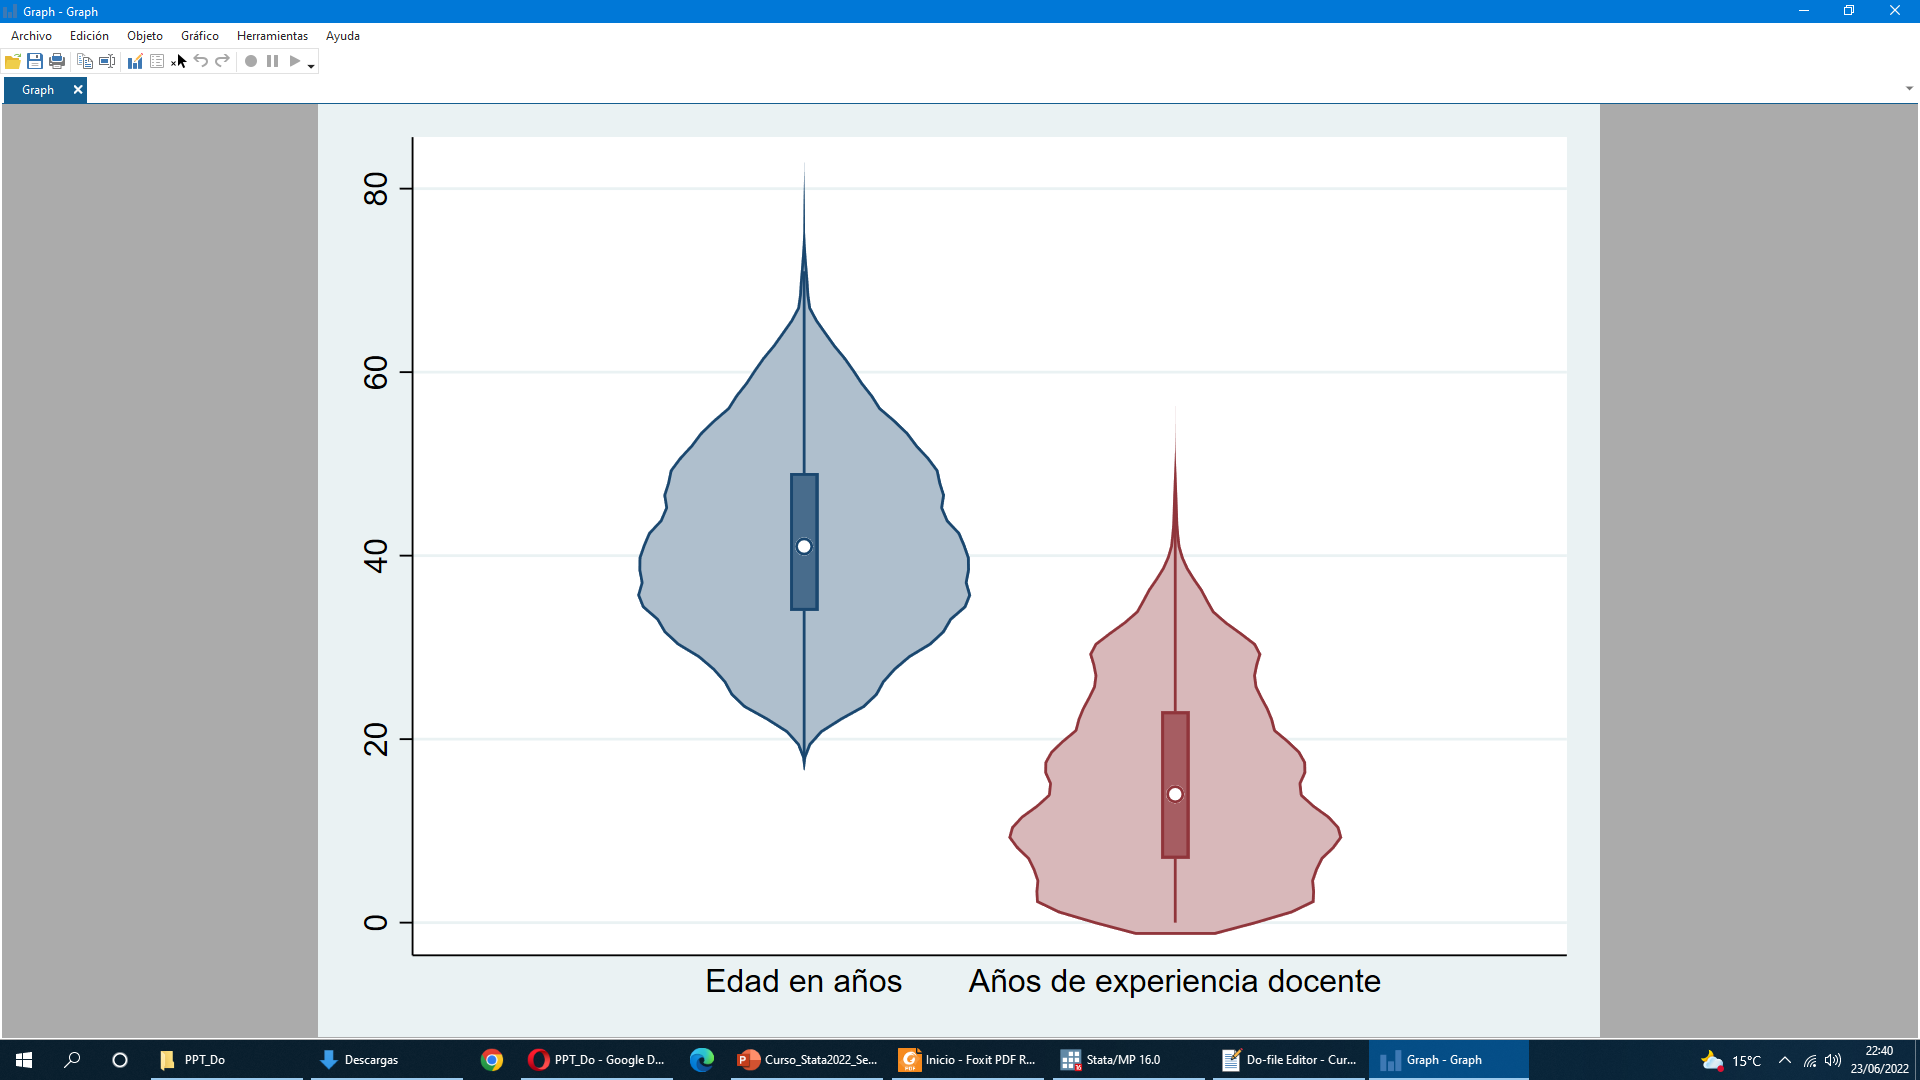 Graph - Graph
Archivo Edición Objeto Gráfico Herramientas Ayuda
Graph
80
60
40
20
0
Edad en años Años de experiencia docente
PPT_Do Descargas PPT_Do - Google D... Curso_Stata2022_Se... Inicio - Foxit PDF R... Stata/MP 16.0 Do-file Editor - Cur... Graph - Graph 15°C 22:40
23/06/2022